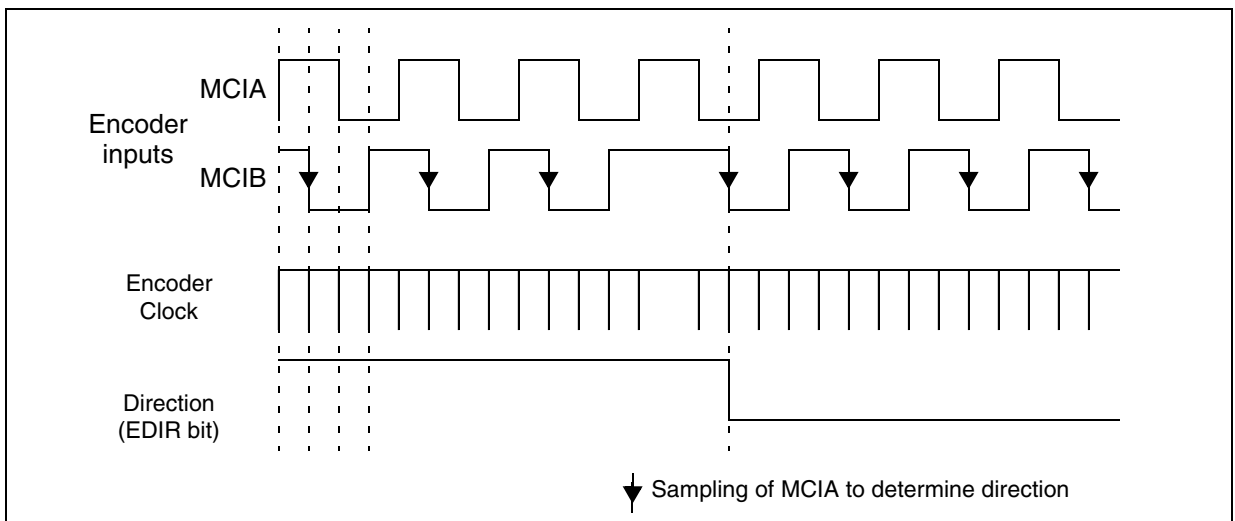 MCIA
Encoder
inputs
MCIB
Encoder
Clock
Direction
(EDIR bit)
Sampling of MCIA to determine direction